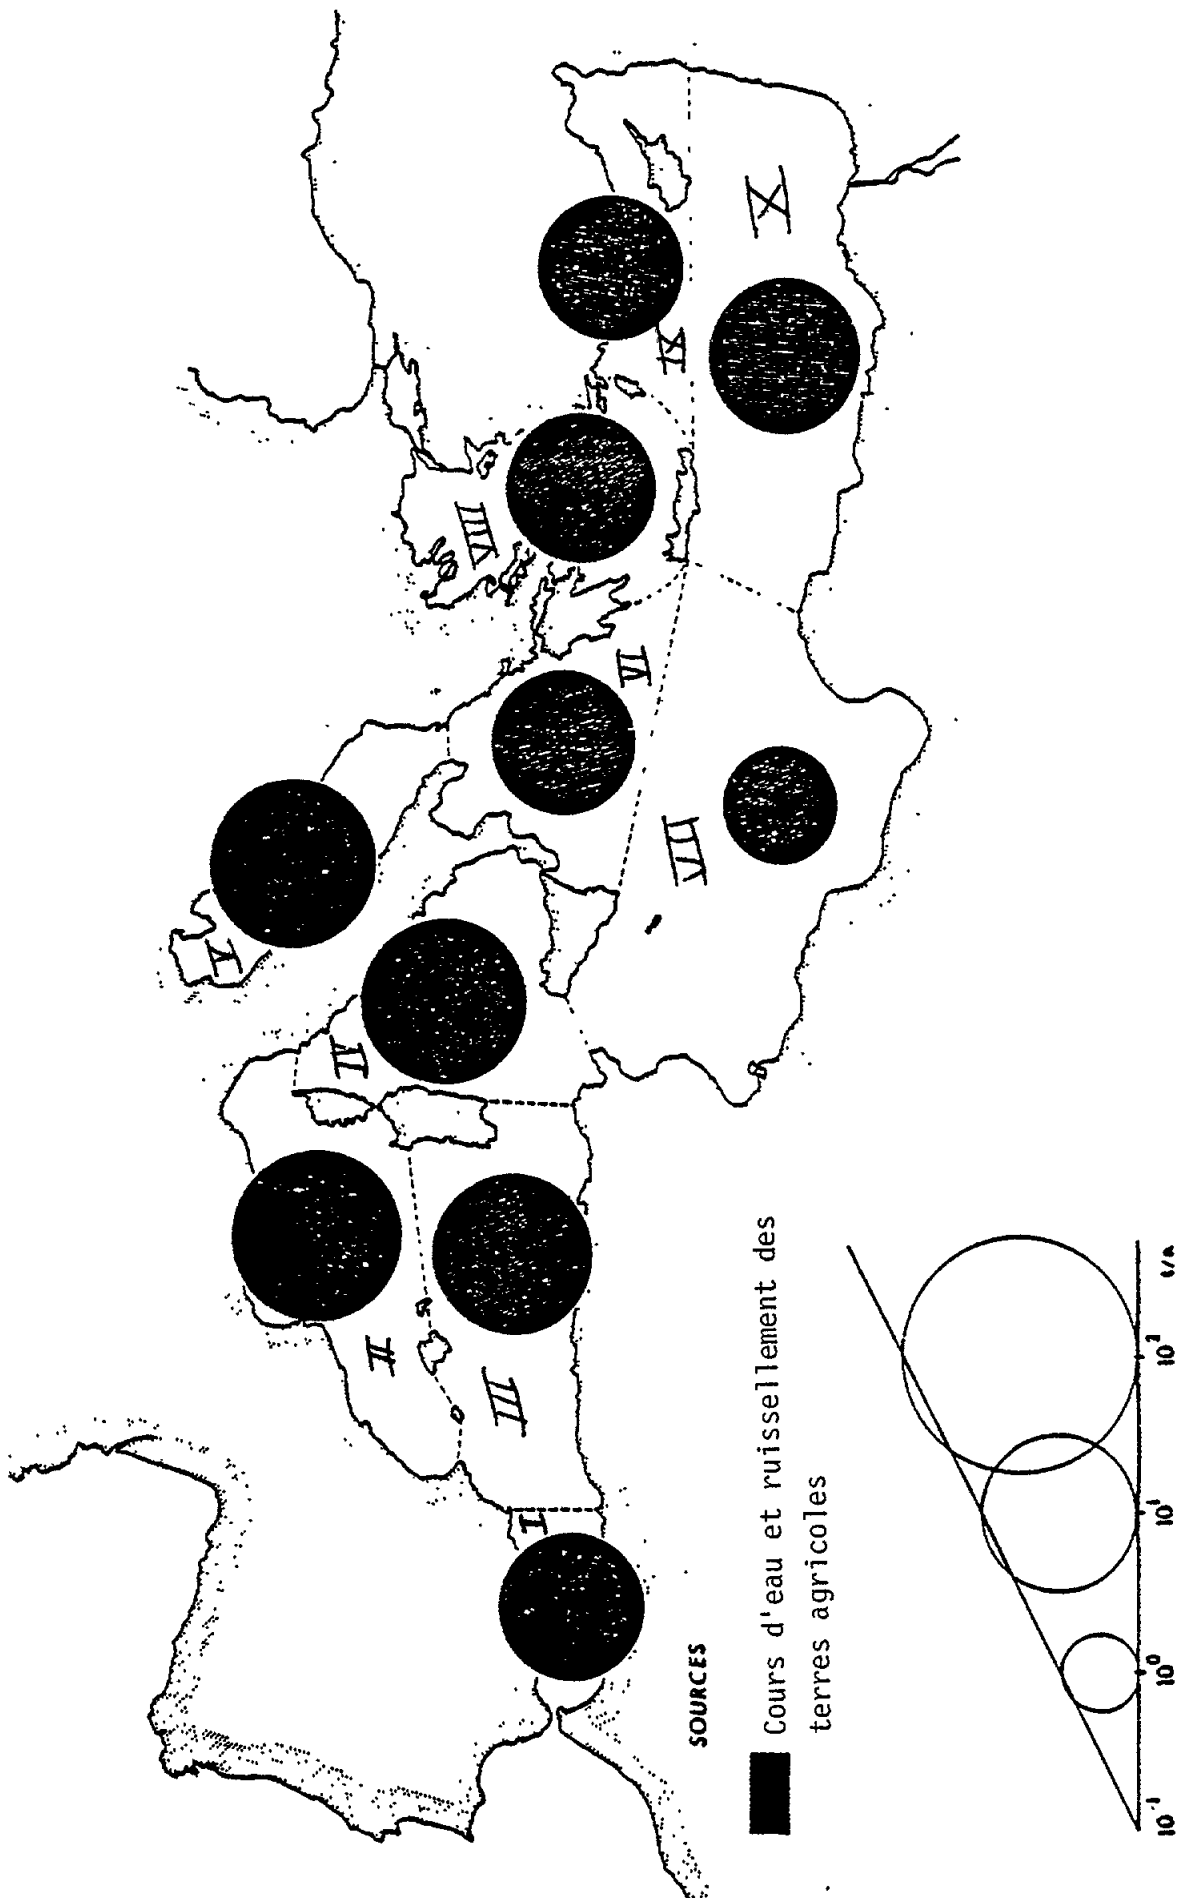 I
II
III
IV
V
VI
VII
VIII
IX
X
SOURCES
Cours d'eau et ruissellement des
terres agricoles
10⁻¹ 10⁰ 10¹ 10² t/a